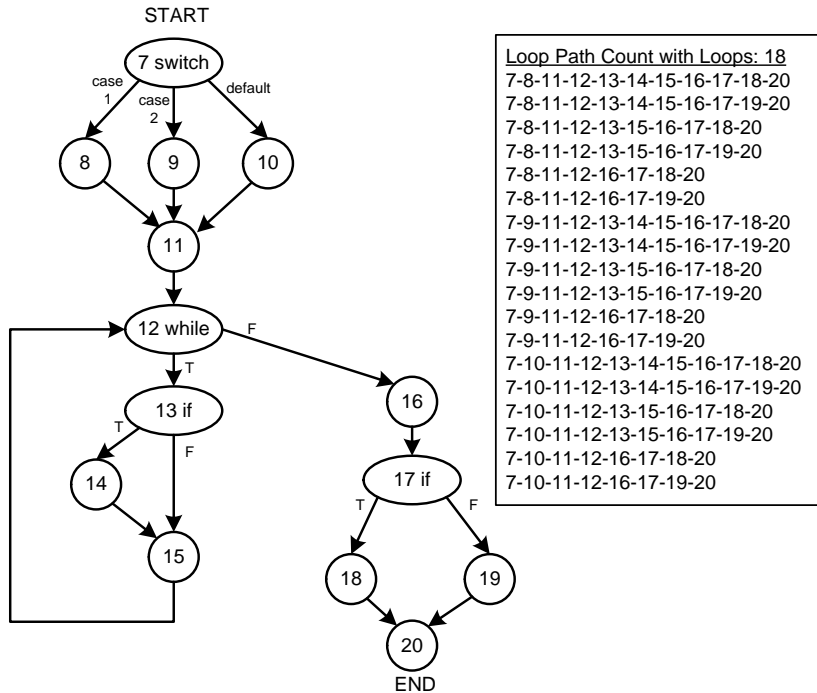 START
7 switch
case
1
case
2
default
8
9
10
11
12 while
F
T
13 if
T
F
14
15
16
17 if
T
F
18
19
20
END
Loop Path Count with Loops: 18
7-8-11-12-13-14-15-16-17-18-20
7-8-11-12-13-14-15-16-17-19-20
7-8-11-12-13-15-16-17-18-20
7-8-11-12-13-15-16-17-19-20
7-8-11-12-16-17-18-20
7-8-11-12-16-17-19-20
7-9-11-12-13-14-15-16-17-18-20
7-9-11-12-13-14-15-16-17-19-20
7-9-11-12-13-15-16-17-18-20
7-9-11-12-13-15-16-17-19-20
7-9-11-12-16-17-18-20
7-9-11-12-16-17-19-20
7-10-11-12-13-14-15-16-17-18-20
7-10-11-12-13-14-15-16-17-19-20
7-10-11-12-13-15-16-17-18-20
7-10-11-12-13-15-16-17-19-20
7-10-11-12-16-17-18-20
7-10-11-12-16-17-19-20